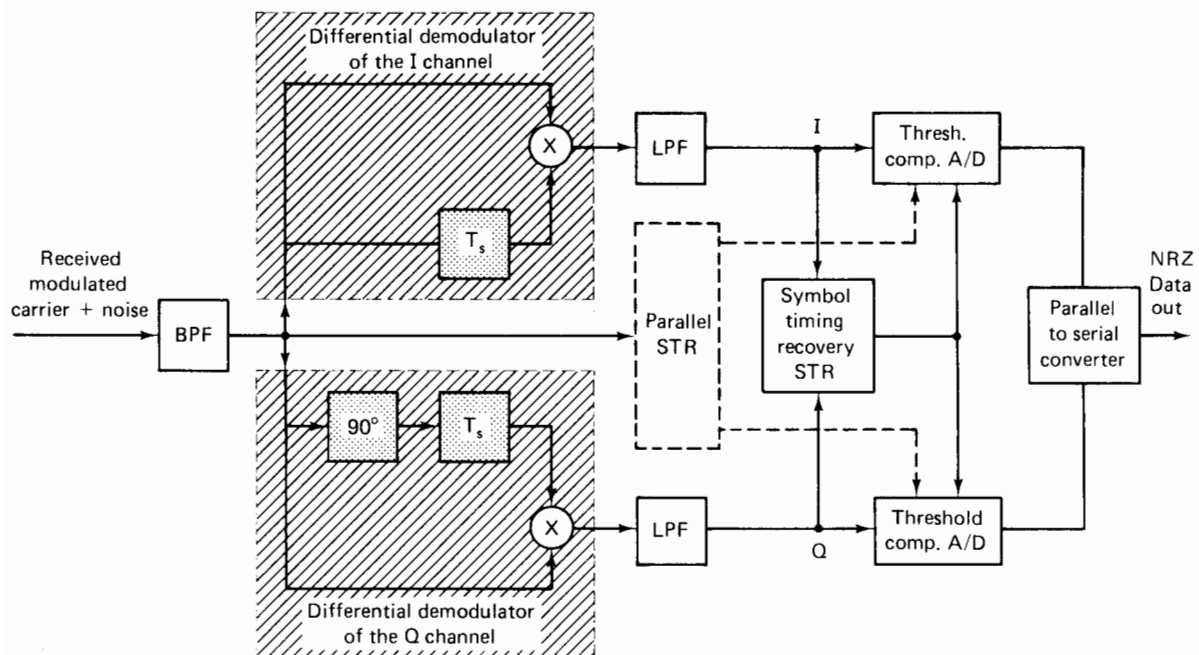 Differential demodulator
of the I channel
X
T_s
LPF
I
Thresh.
comp. A/D
Received
modulated
carrier + noise
BPF
Parallel
STR
Symbol
timing
recovery
STR
Parallel
to serial
converter
NRZ
Data
out
90°
T_s
X
LPF
Q
Threshold
comp. A/D
Differential demodulator
of the Q channel